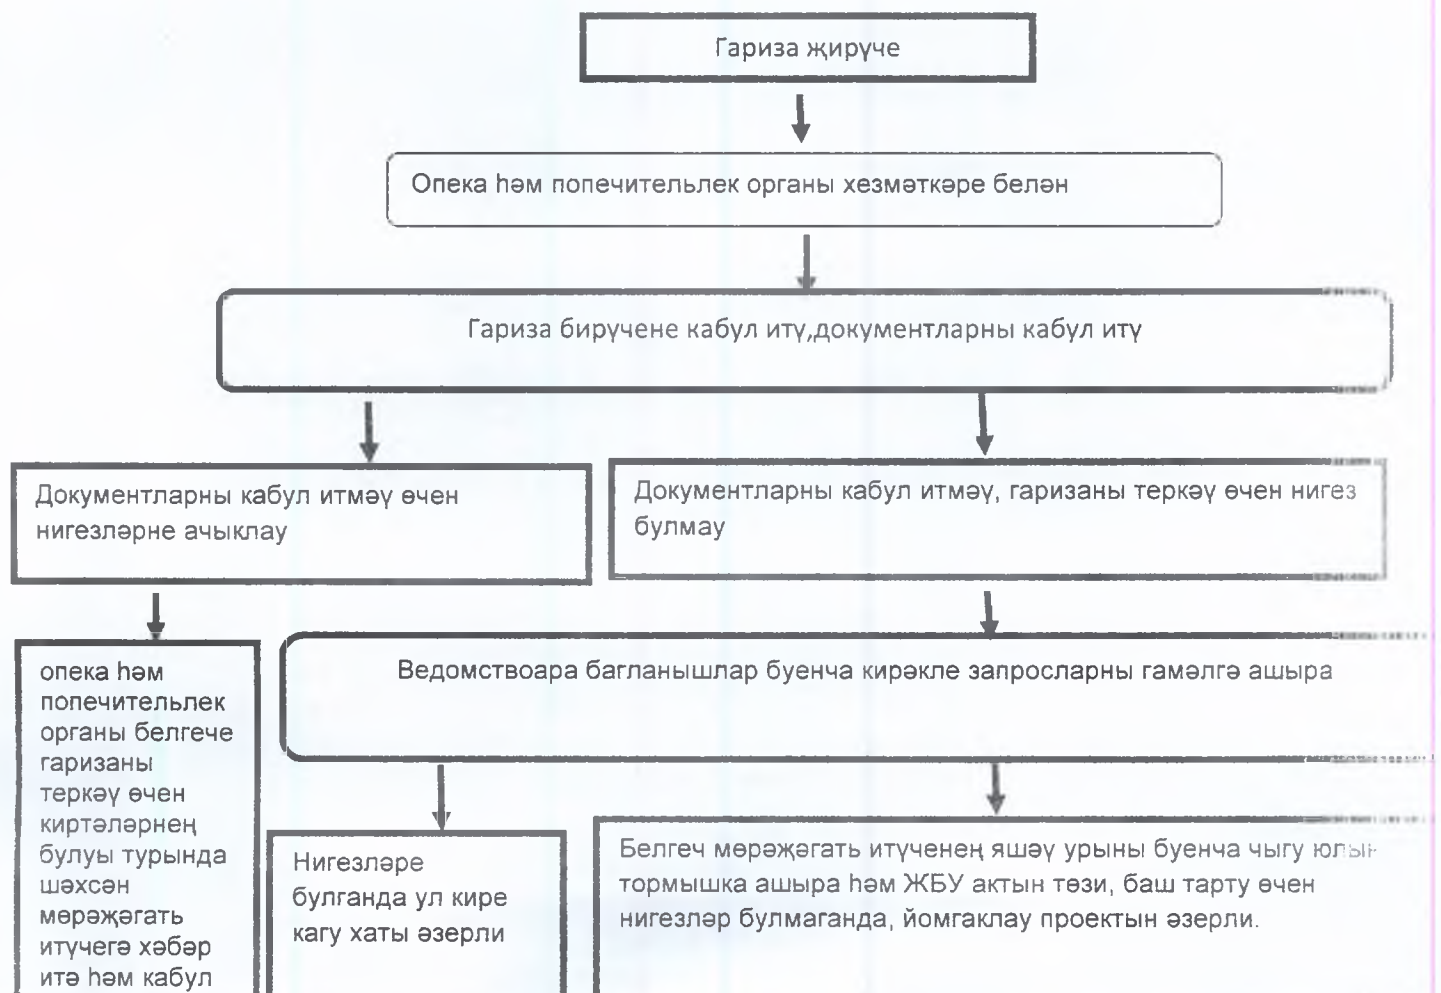 Гариза җирүче
Опека һәм попечительлек органы хезмәткәре белән
Гариза бирүчене кабул итү,документларны кабул итү
Документларны кабул итмәү өчен
нигезләрне ачыклау
Документларны кабул итмәү, гаризаны теркәү өчен нигез
булмау
опека һәм
попечительлек
органы белгече
гаризаны
теркәү өчен
киртәләрнең
булуы турында
шәхсән
мөрәҗәгать
итүчегә хәбәр
итә һәм кабул
Ведомствоара багланышлар буенча кирәкле запросларны гамәлгә ашыра
Нигезләре
булганда ул кире
кагу хаты әзерли
Белгеч мөрәҗәгать итүченең яшәү урыны буенча чыгу
тормышка ашыра һәм ЖБУ актын төзи, баш тарту өчен
нигезләр булмаганда, йомгаклау проектын әзерли.